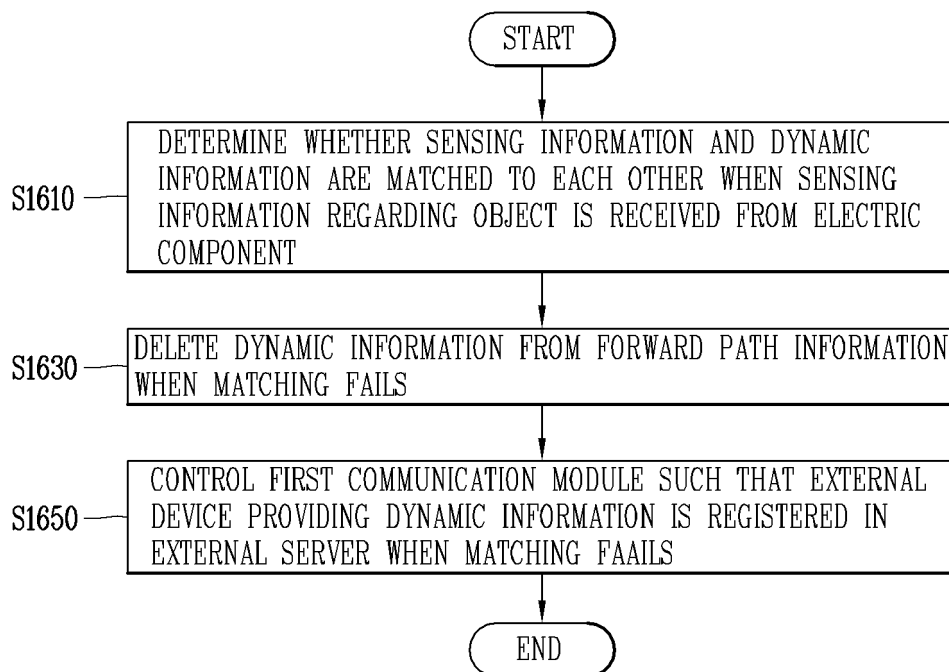 START
S1610
DETERMINE WHETHER SENSING INFORMATION AND DYNAMIC
INFORMATION ARE MATCHED TO EACH OTHER WHEN SENSING
INFORMATION REGARDING OBJECT IS RECEIVED FROM ELECTRIC
COMPONENT
S1630
DELETE DYNAMIC INFORMATION FROM FORWARD PATH INFORMATION
WHEN MATCHING FAILS
S1650
CONTROL FIRST COMMUNICATION MODULE SUCH THAT EXTERNAL
DEVICE PROVIDING DYNAMIC INFORMATION IS REGISTERED IN
EXTERNAL SERVER WHEN MATCHING FAAILS
END